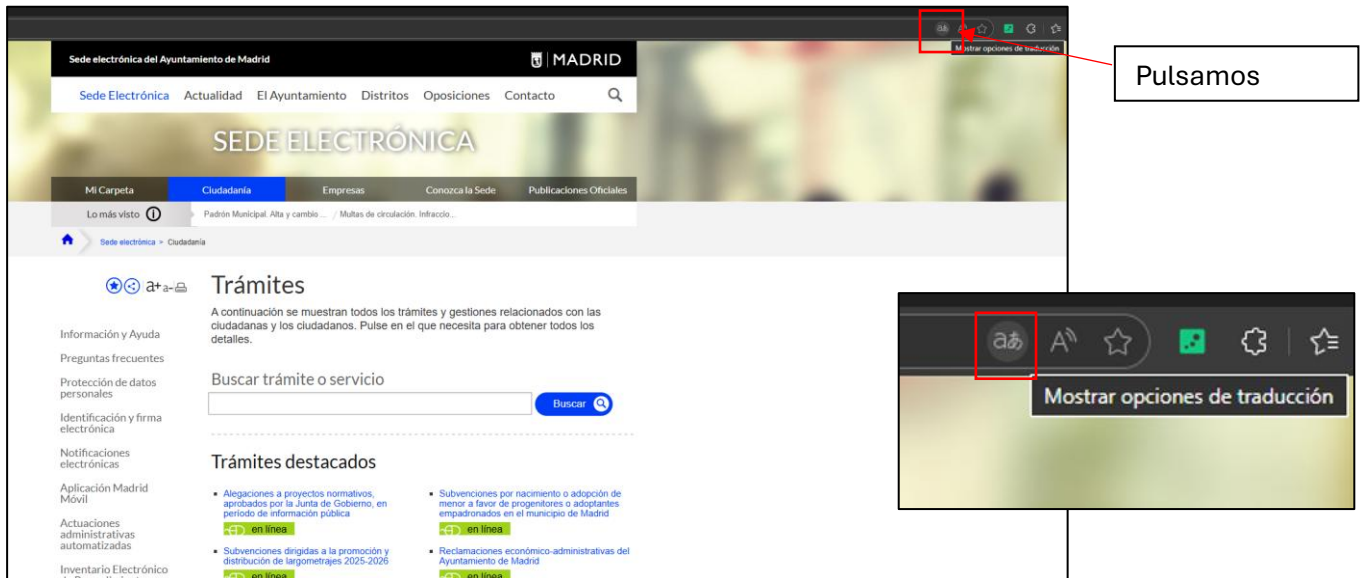 aあ A
Mostrar opciones de traducción
Sede electrónica del Ayuntamiento de Madrid
MADRID
Pulsamos
Sede Electrónica Actualidad El Ayuntamiento Distritos Oposiciones Contacto
SEDE ELECTRÓNICA
Mi Carpeta Ciudadanía Empresas Conozca la Sede Publicaciones Oficiales
Lo más visto Padrón Municipal. Alta y cambio ... / Multas de circulación. Infraccio...
Sede electrónica > Ciudadanía
a+ a-
Trámites
A continuación se muestran todos los trámites y gestiones relacionados con las
ciudadanas y los ciudadanos. Pulse en el que necesita para obtener todos los
detalles.
Información y Ayuda
Preguntas frecuentes
Protección de datos
personales
Identificación y firma
electrónica
Notificaciones
electrónicas
Aplicación Madrid
Móvil
Actuaciones
administrativas
automatizadas
Inventario Electrónico
Buscar trámite o servicio
Buscar
Trámites destacados
Alegaciones a proyectos normativos,
aprobados por la Junta de Gobierno, en
período de información pública
en línea
Subvenciones dirigidas a la promoción y
distribución de largometrajes 2025-2026
en línea
Subvenciones por nacimiento o adopción de
menor a favor de progenitores o adoptantes
empadronados en el municipio de Madrid
en línea
Reclamaciones económico-administrativas del
Ayuntamiento de Madrid
en línea
aあ A
Mostrar opciones de traducción